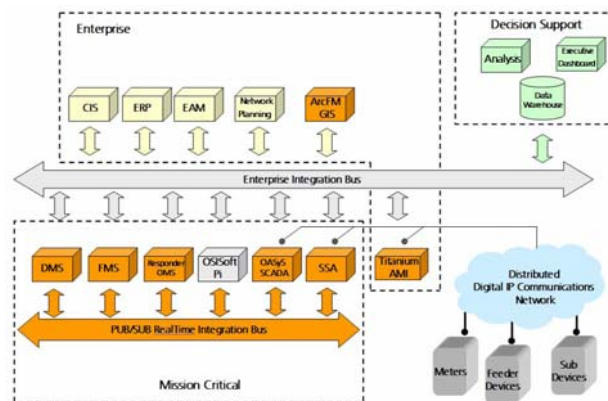 Enterprise
Decision Support
Analysis
Executive
Dashboard
Data
Warehouse
CIS
ERP
EAM
Network
Planning
ArcFM
GIS
Enterprise Integration Bus
DMS
FMS
Responder
OMS
OSISoft
Pi
OASyS
SCADA
SSA
Titanium
AMI
Distributed
Digital IP Communications
Network
PUB/SUB RealTime Integration Bus
Mission Critical
Meters
Feeder
Devices
Sub
Devices